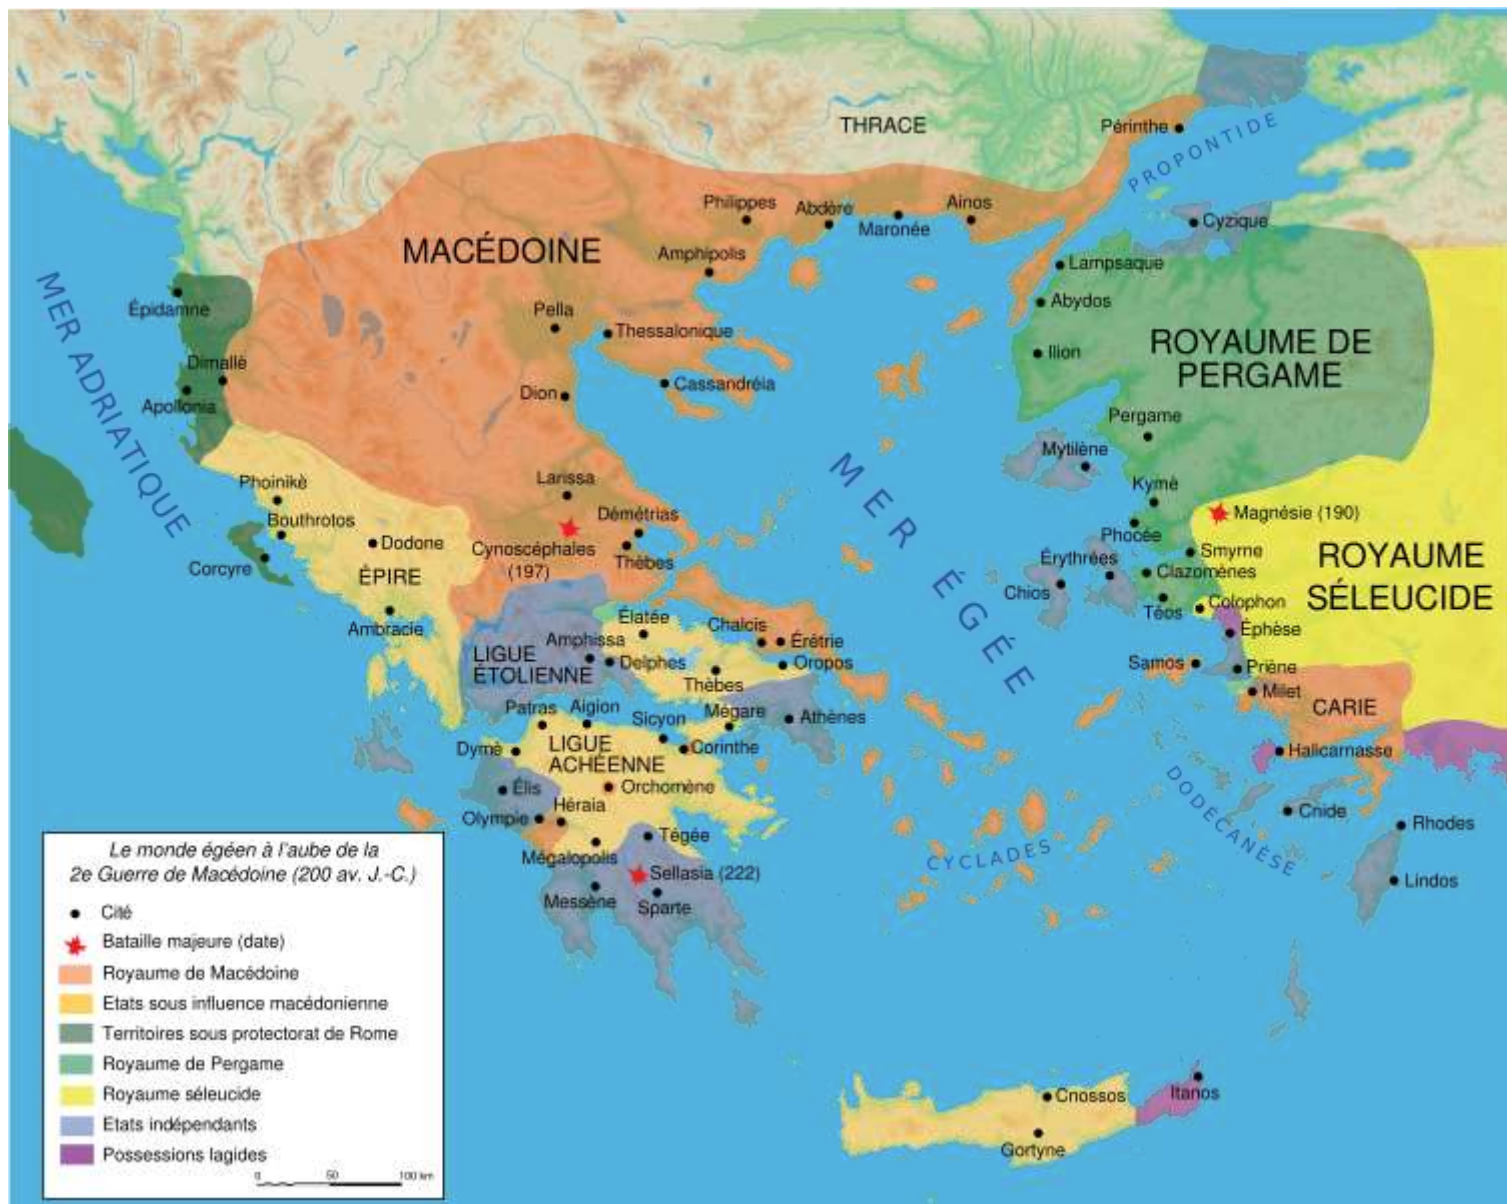 THRACE
Périnthe
PROPONTIDE
Philippes
Abdère
Ainos
Maronée
Cyzique
MACÉDOINE
Amphipolis
Lampsaque
MER ADRIATIQUE
Épidamne
Pella
Abydos
Thessalonique
ROYAUME DE
PERGAME
Ilion
Dimallè
Cassandréia
Dion
Apollonia
Pergame
MER ÉGÉE
Mytilène
Phoinikè
Larissa
Kymè
Bouthrotos
Démétrias
Magnésie (190)
Dodone
Cynoscéphales
(197)
Phocée
Thèbes
Smyrne
ROYAUME
SÉLEUCIDE
Corcyre
ÉPIRE
Érythrées
Clazomènes
Chios
Téos
Colophon
Ambracie
Élatée
Chalcis
Érétrie
Éphèse
Amphissa
LIGUE
ÉTOLIENNE
Delphes
Oropos
Samos
Priène
Thèbes
Milet
Patras
Aigion
Sicyon
Mégare
Athènes
CARIE
Dymè
LIGUE
ACHÉENNE
Corinthe
Halicarnasse
Élis
Orchomène
DODÉCANÈSE
Héraia
Olympie
Cnide
Rhodes
Tégée
Mégalopolis
CYCLADES
Sellasia (222)
Lindos
Messène
Sparte
Itanos
Cnossos
Gortyne
Le monde égéen à l'aube de la
2e Guerre de Macédoine (200 av. J.-C.)
Cité
Bataille majeure (date)
Royaume de Macédoine
Etats sous influence macédonienne
Territoires sous protectorat de Rome
Royaume de Pergame
Royaume séleucide
Etats indépendants
Possessions lagides
0 50 100 km